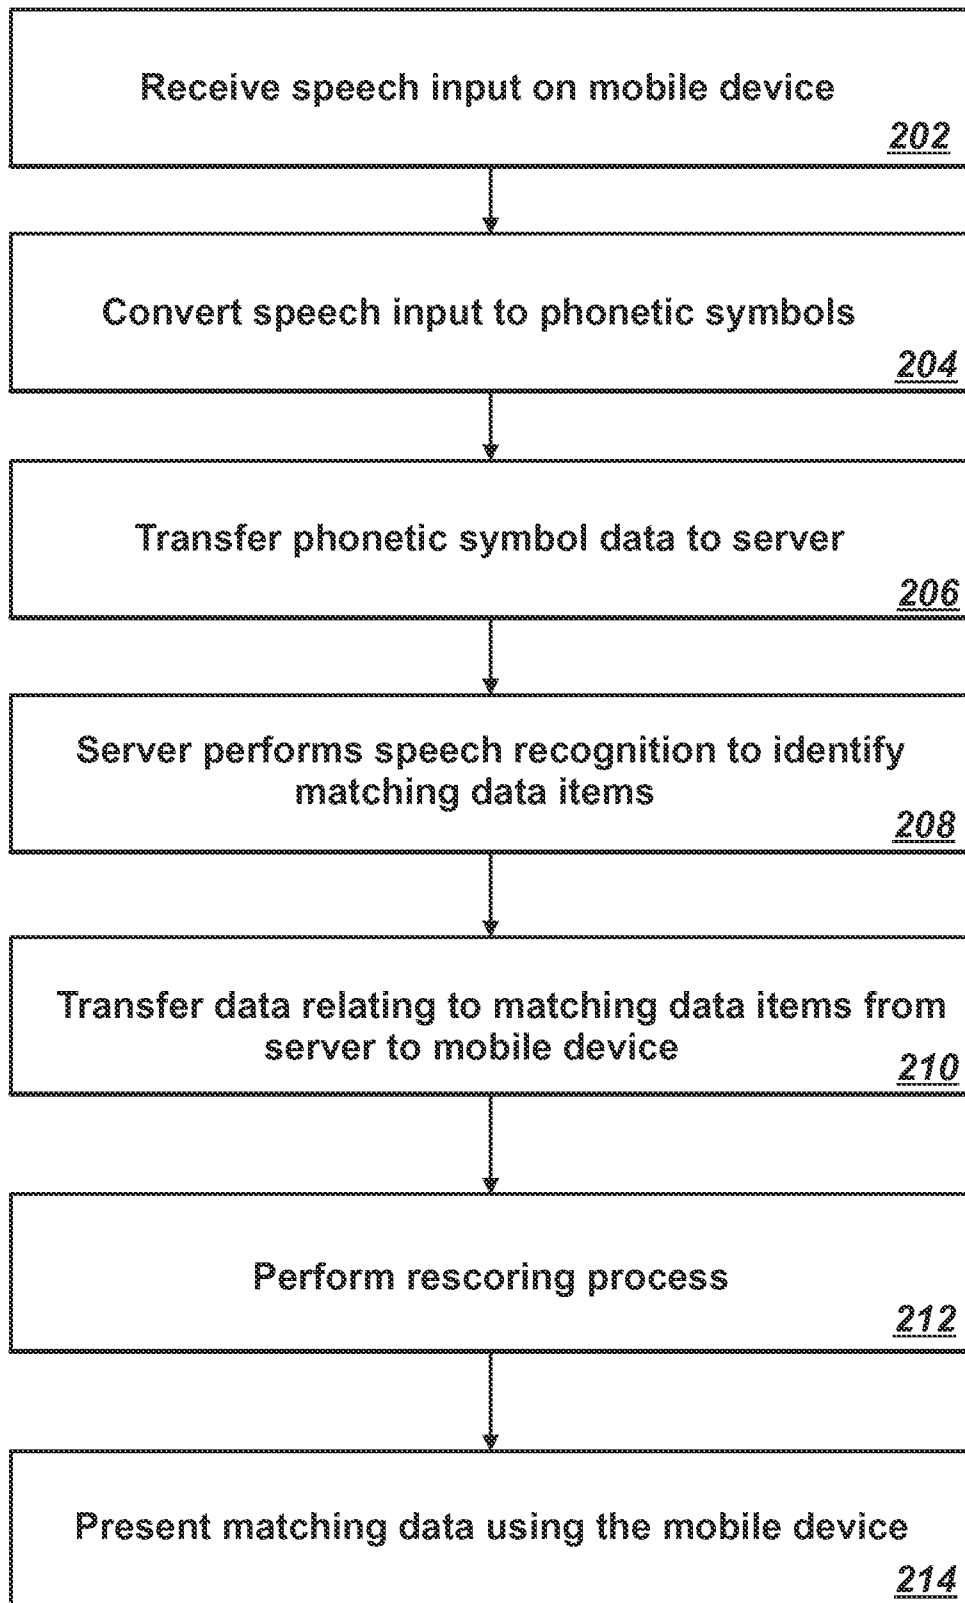 Receive speech input on mobile device
202
Convert speech input to phonetic symbols
204
Transfer phonetic symbol data to server
206
Server performs speech recognition to identify
matching data items
208
Transfer data relating to matching data items from
server to mobile device
210
Perform rescoring process
212
Present matching data using the mobile device
214